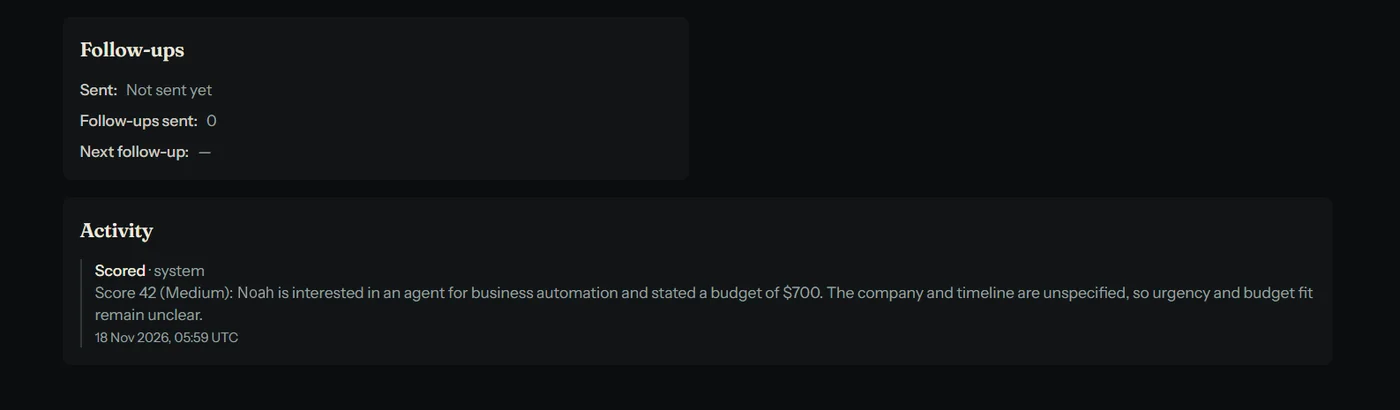 Follow-ups
Sent: Not sent yet
Follow-ups sent: 0
Next follow-up: —
Activity
Scored · system
Score 42 (Medium): Noah is interested in an agent for business automation and stated a budget of $700. The company and timeline are unspecified, so urgency and budget fit
remain unclear.
18 Nov 2026, 05:59 UTC